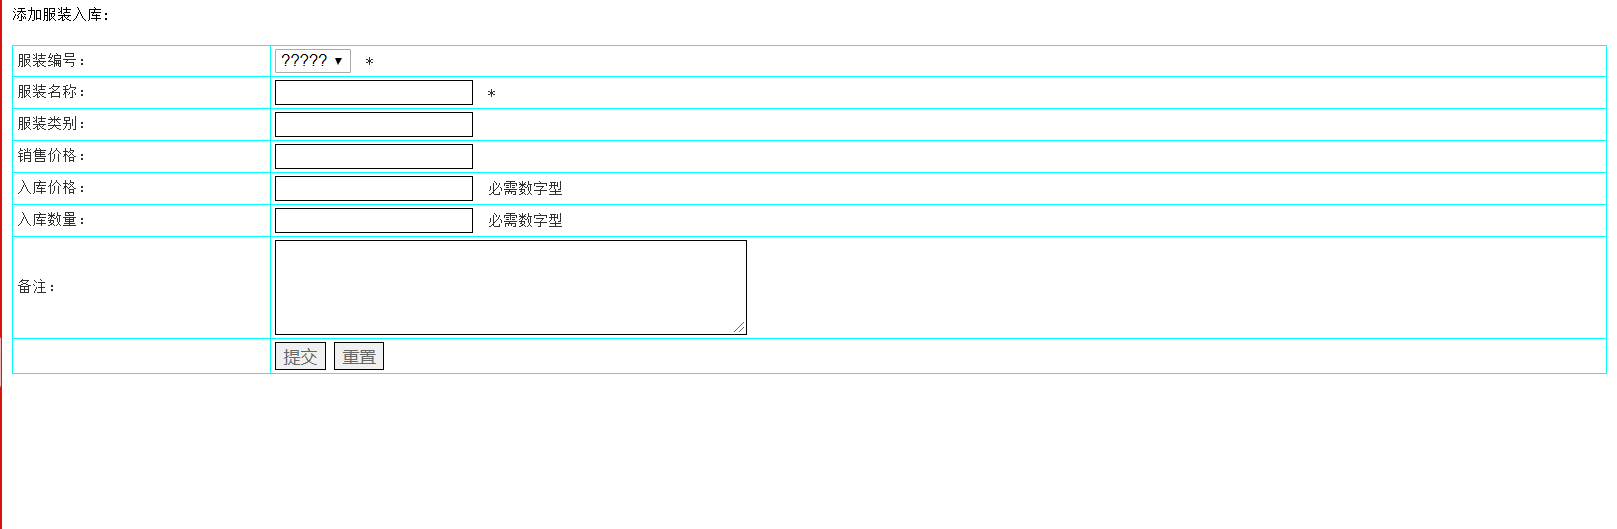 添加服装入库：
服装编号： ????? *
服装名称： *
服装类别：
销售价格：
入库价格： 必需数字型
入库数量： 必需数字型
备注：
提交 重置